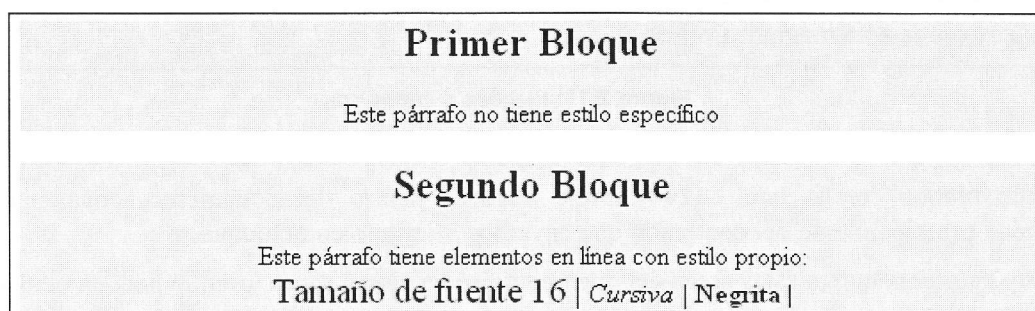 Primer Bloque
Este párrafo no tiene estilo específico
Segundo Bloque
Este párrafo tiene elementos en línea con estilo propio:
Tamaño de fuente 16 | Cursiva | Negrita |